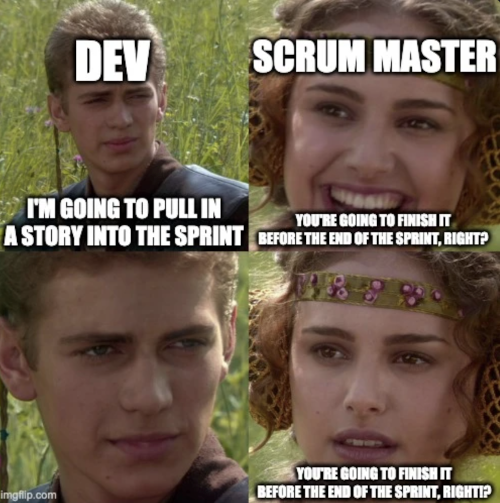 DEV
SCRUM MASTER
I'M GOING TO PULL IN
A STORY INTO THE SPRINT
YOU'RE GOING TO FINISH IT
BEFORE THE END OF THE SPRINT, RIGHT?
YOU'RE GOING TO FINISH IT
BEFORE THE END OF THE SPRINT, RIGHT!?
imgflip.com